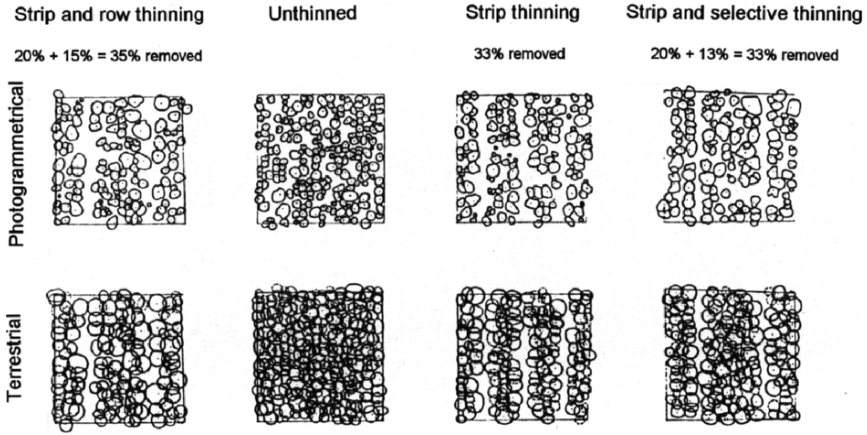 Strip and row thinning
Unthinned
Strip thinning
Strip and selective thinning
20% + 15% = 35% removed
33% removed
20% + 13% = 33% removed
Photogrammetrical
Terrestrial